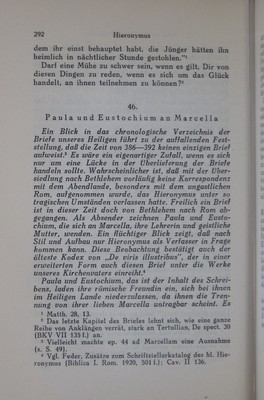 292 Hieronymus
dem ihr einst behauptet habt, die Jünger hätten ihn
heimlich in nächtlicher Stunde gestohlen."¹
Darf eine Mühe zu schwer sein, wenn es gilt, Dir von
diesen Dingen zu reden, wenn es sich um das Glück
handelt, an ihnen teilnehmen zu können?²
46.
Paula und Eustochium an Marcella
Ein Blick in das chronologische Verzeichnis der
Briefe unseres Heiligen führt zu der auffallenden Fest-
stellung, daß die Zeit von 386—392 keinen einzigen Brief
aufweist.³ Es wäre ein eigenartiger Zufall, wenn es sich
nur um eine Lücke in der Überlieferung der Briefe
handeln sollte. Wahrscheinlicher ist, daß mit der Über-
siedlung nach Bethlehem vorläufig keine Korrespondenz
mit dem Abendlande, besonders mit dem ungastlichen
Rom, aufgenommen wurde, das Hieronymus unter so
tragischen Umständen verlassen hatte. Freilich ein Brief
ist in dieser Zeit doch von Bethlehem nach Rom ab-
gegangen. Als Absender zeichnen Paula und Eusto-
chium, die sich an Marcella, ihre Lehrerin und geistliche
Mutter, wenden. Ein flüchtiger Blick zeigt, daß nach
Stil und Aufbau nur Hieronymus als Verfasser in Frage
kommen kann. Diese Beobachtung bestätigt auch der
älteste Kodex von „De viris illustribus", der in einer
erweiterten Form auch diesen Brief unter die Werke
unseres Kirchenvaters einreiht.⁴
Paula und Eustochium, das ist der Inhalt des Schrei-
bens, laden ihre römische Freundin ein, sich bei ihnen
im Heiligen Lande niederzulassen, da ihnen die Tren-
nung von ihrer lieben Marcella untragbar scheint. Es
¹ Matth. 28, 13.
² Das letzte Kapitel des Briefes lehnt sich, wie eine ganze
Reihe von Anklängen verrät, stark an Tertullian, De spect. 30
(BKV VII 135 f.) an.
³ Vielleicht machte ep. 44 ad Marcellam eine Ausnahme
(s. S. 49).
⁴ Vgl. Feder, Zusätze zum Schriftstellerkatalog des hl. Hie-
ronymus (Biblica I. Rom 1920, 501 f.); Cav. II 136.